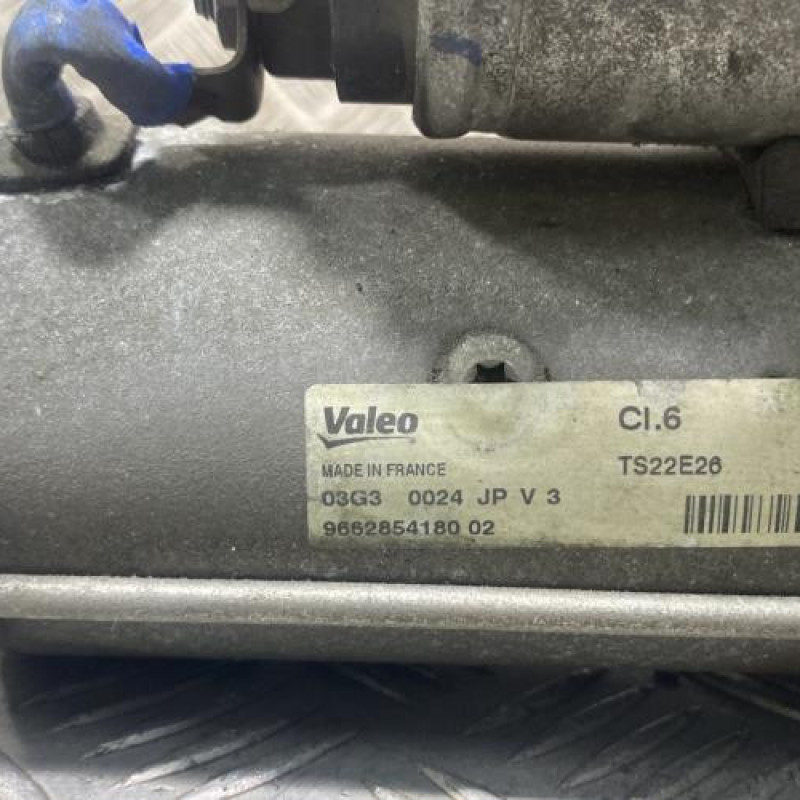 Valeo
Cl.6
MADE IN FRANCE
TS22E26
03G3 0024 JP V 3
9662854180 02